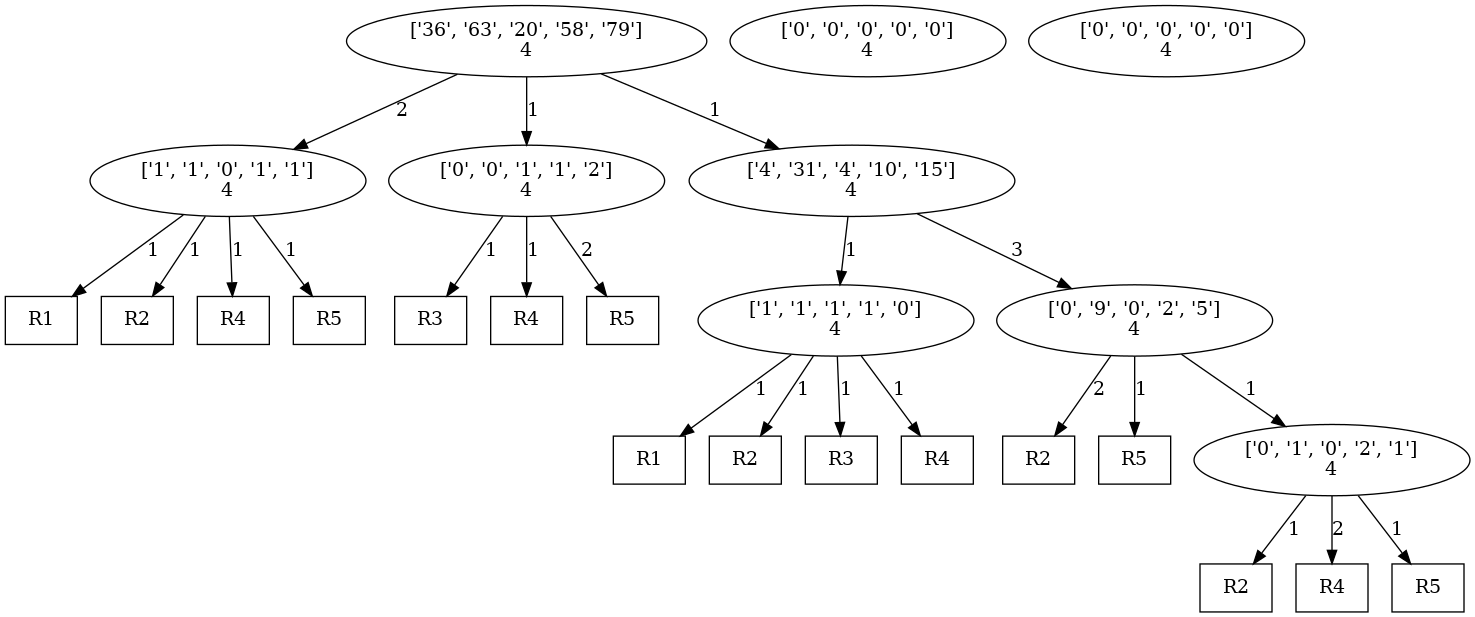 ['36', '63', '20', '58', '79']
4
['0', '0', '0', '0', '0']
4
['0', '0', '0', '0', '0']
4
2
1
1
['1', '1', '0', '1', '1']
4
['0', '0', '1', '1', '2']
4
['4', '31', '4', '10', '15']
4
1
1
1
1
1
1
2
1
3
R1
R2
R4
R5
R3
R4
R5
['1', '1', '1', '1', '0']
4
['0', '9', '0', '2', '5']
4
1
1
1
1
2
1
1
R1
R2
R3
R4
R2
R5
['0', '1', '0', '2', '1']
4
1
2
1
R2
R4
R5